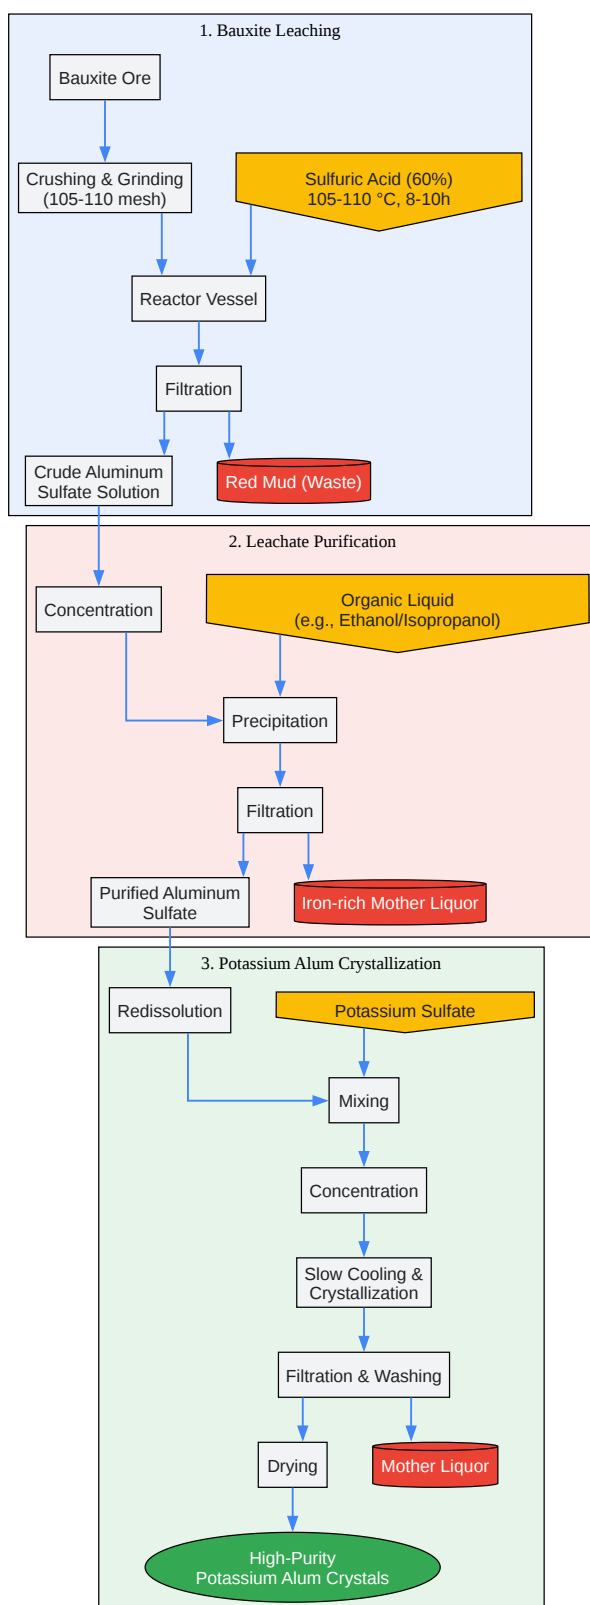 1. Bauxite Leaching
Bauxite Ore
Crushing & Grinding
(105-110 mesh)
Sulfuric Acid (60%)
105-110 °C, 8-10h
Reactor Vessel
Filtration
Crude Aluminum
Sulfate Solution
Red Mud (Waste)
2. Leachate Purification
Concentration
Organic Liquid
(e.g., Ethanol/Isopropanol)
Precipitation
Filtration
Purified Aluminum
Sulfate
Iron-rich Mother Liquor
3. Potassium Alum Crystallization
Redissolution
Potassium Sulfate
Mixing
Concentration
Slow Cooling &
Crystallization
Filtration & Washing
Drying
Mother Liquor
High-Purity
Potassium Alum Crystals